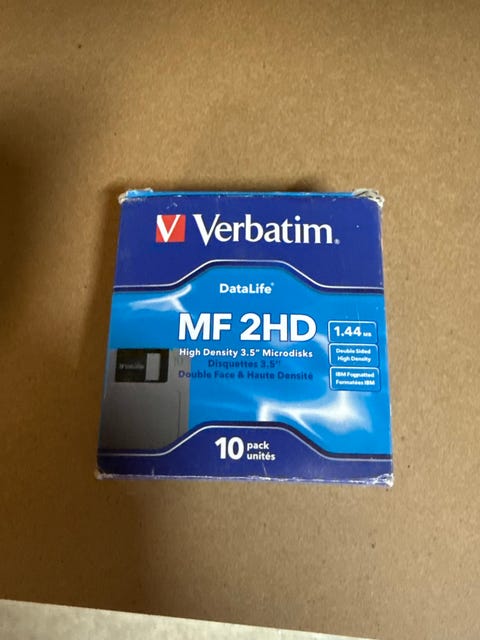 Verbatim®
DataLife®
MF 2HD
High Density 3.5" Microdisks
Disquettes 3.5"
Double Face & Haute Densité
1.44 MB
Double Sided
High Density
IBM Formatted
Formatées IBM
Verbatim
10 pack
unités